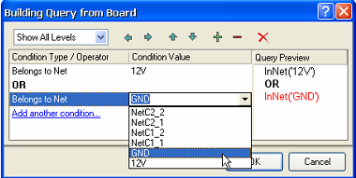 Building Query from Board
Show All Levels
Condition Type / Operator Condition Value Query Preview
Belongs to Net 12V InNet('12V')
OR OR
Belongs to Net GND InNet('GND')
Add another condition...
NetC2_2
NetC2_1
NetC1_2
NetC1_1
GND
12V
Cancel